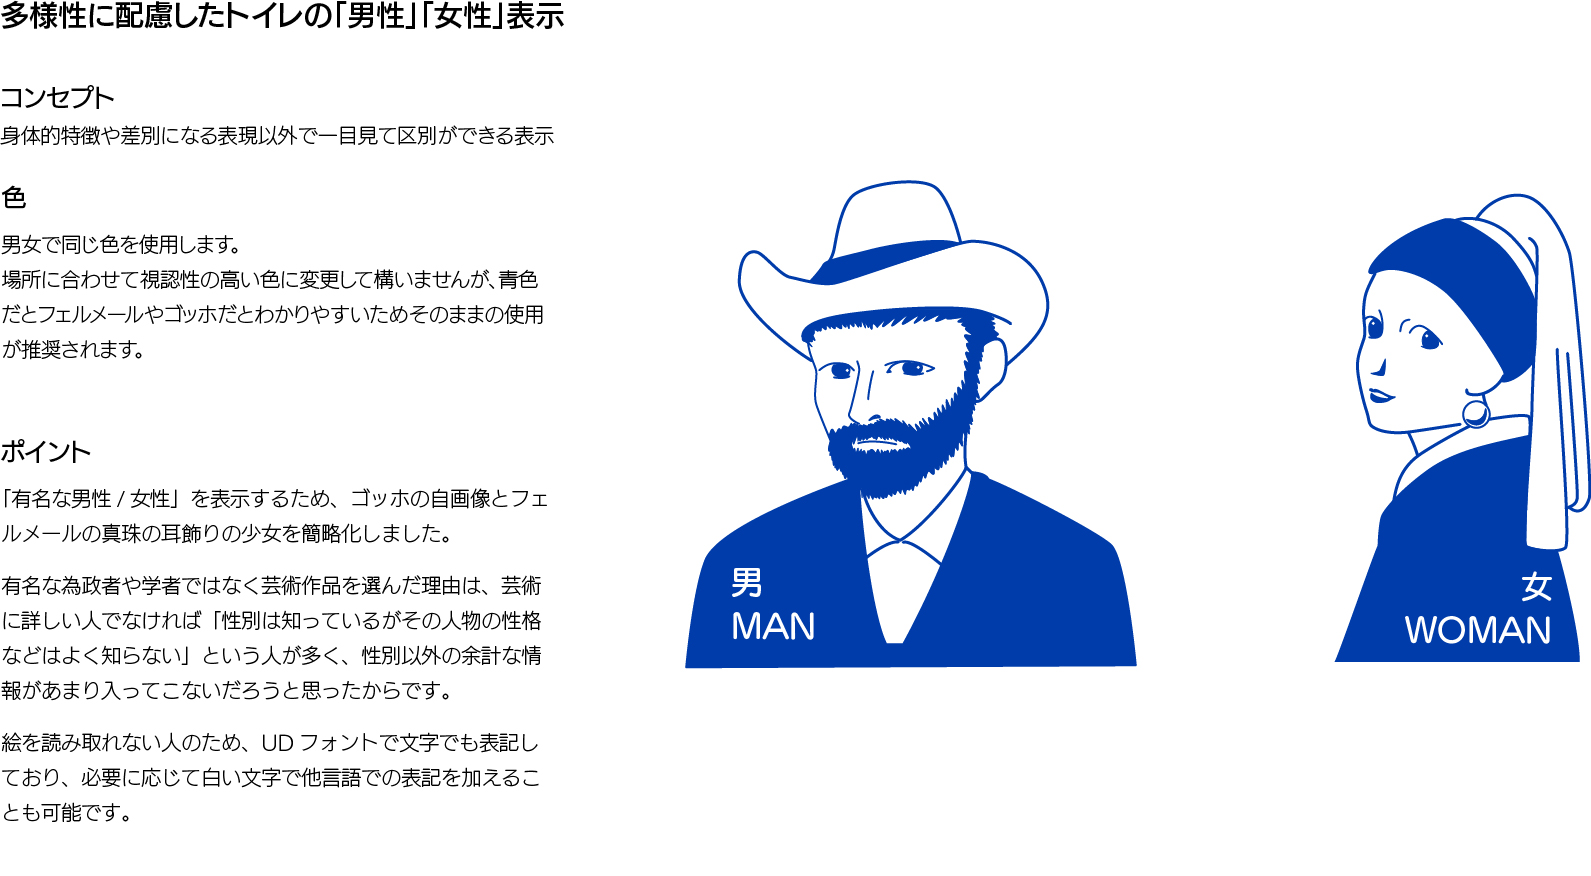 多様性に配慮したトイレの「男性」「女性」表示
コンセプト
身体的特徴や差別になる表現以外で一目見て区別ができる表示
色
男女で同じ色を使用します。
場所に合わせて視認性の高い色に変更して構いませんが、青色
だとフェルメールやゴッホだとわかりやすいためそのままの使用
が推奨されます。
ポイント
「有名な男性 / 女性」を表示するため、ゴッホの自画像とフェ
ルメールの真珠の耳飾りの少女を簡略化しました。
有名な為政者や学者ではなく芸術作品を選んだ理由は、芸術
に詳しい人でなければ「性別は知っているがその人物の性格
などはよく知らない」という人が多く、性別以外の余計な情
報があまり入ってこないだろうと思ったからです。
絵を読み取れない人のため、UD フォントで文字でも表記し
ており、必要に応じて白い文字で他言語での表記を加えるこ
とも可能です。
男
MAN
女
WOMAN